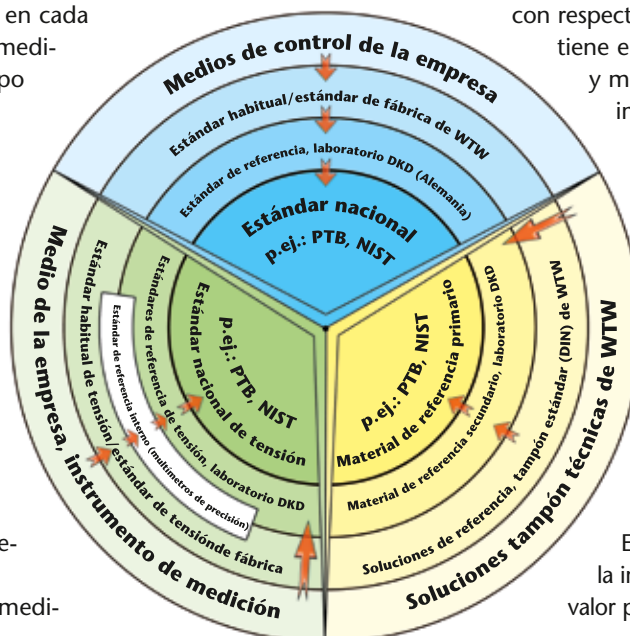 en cada
medi-
po
con respect
tiene e
y m
in
Medios de control de la empresa
Estándar habitual/estándar de fábrica de WTW
Estándar de referencia, laboratorio DKD (Alemania)
Estándar nacional
p.ej.: PTB, NIST
Medio de la empresa, instrumento de medición
Estándar habitual de tensión, estándar de tensiónde fábrica
Estándar de referencia interno (multímetros de precisión)
Estándares de referencia de tensión, laboratorio DKD
Estándar nacional de tensión
p.ej.: PTB, NIST
p.ej.: PTB, NIST
Material de referencia primario
Material de referencia secundario, laboratorio DKD
Soluciones de referencia, tampón estándar (DIN) de WTW
Soluciones tampón técnicas de WTW
e-
medi-
E
la in
valor p